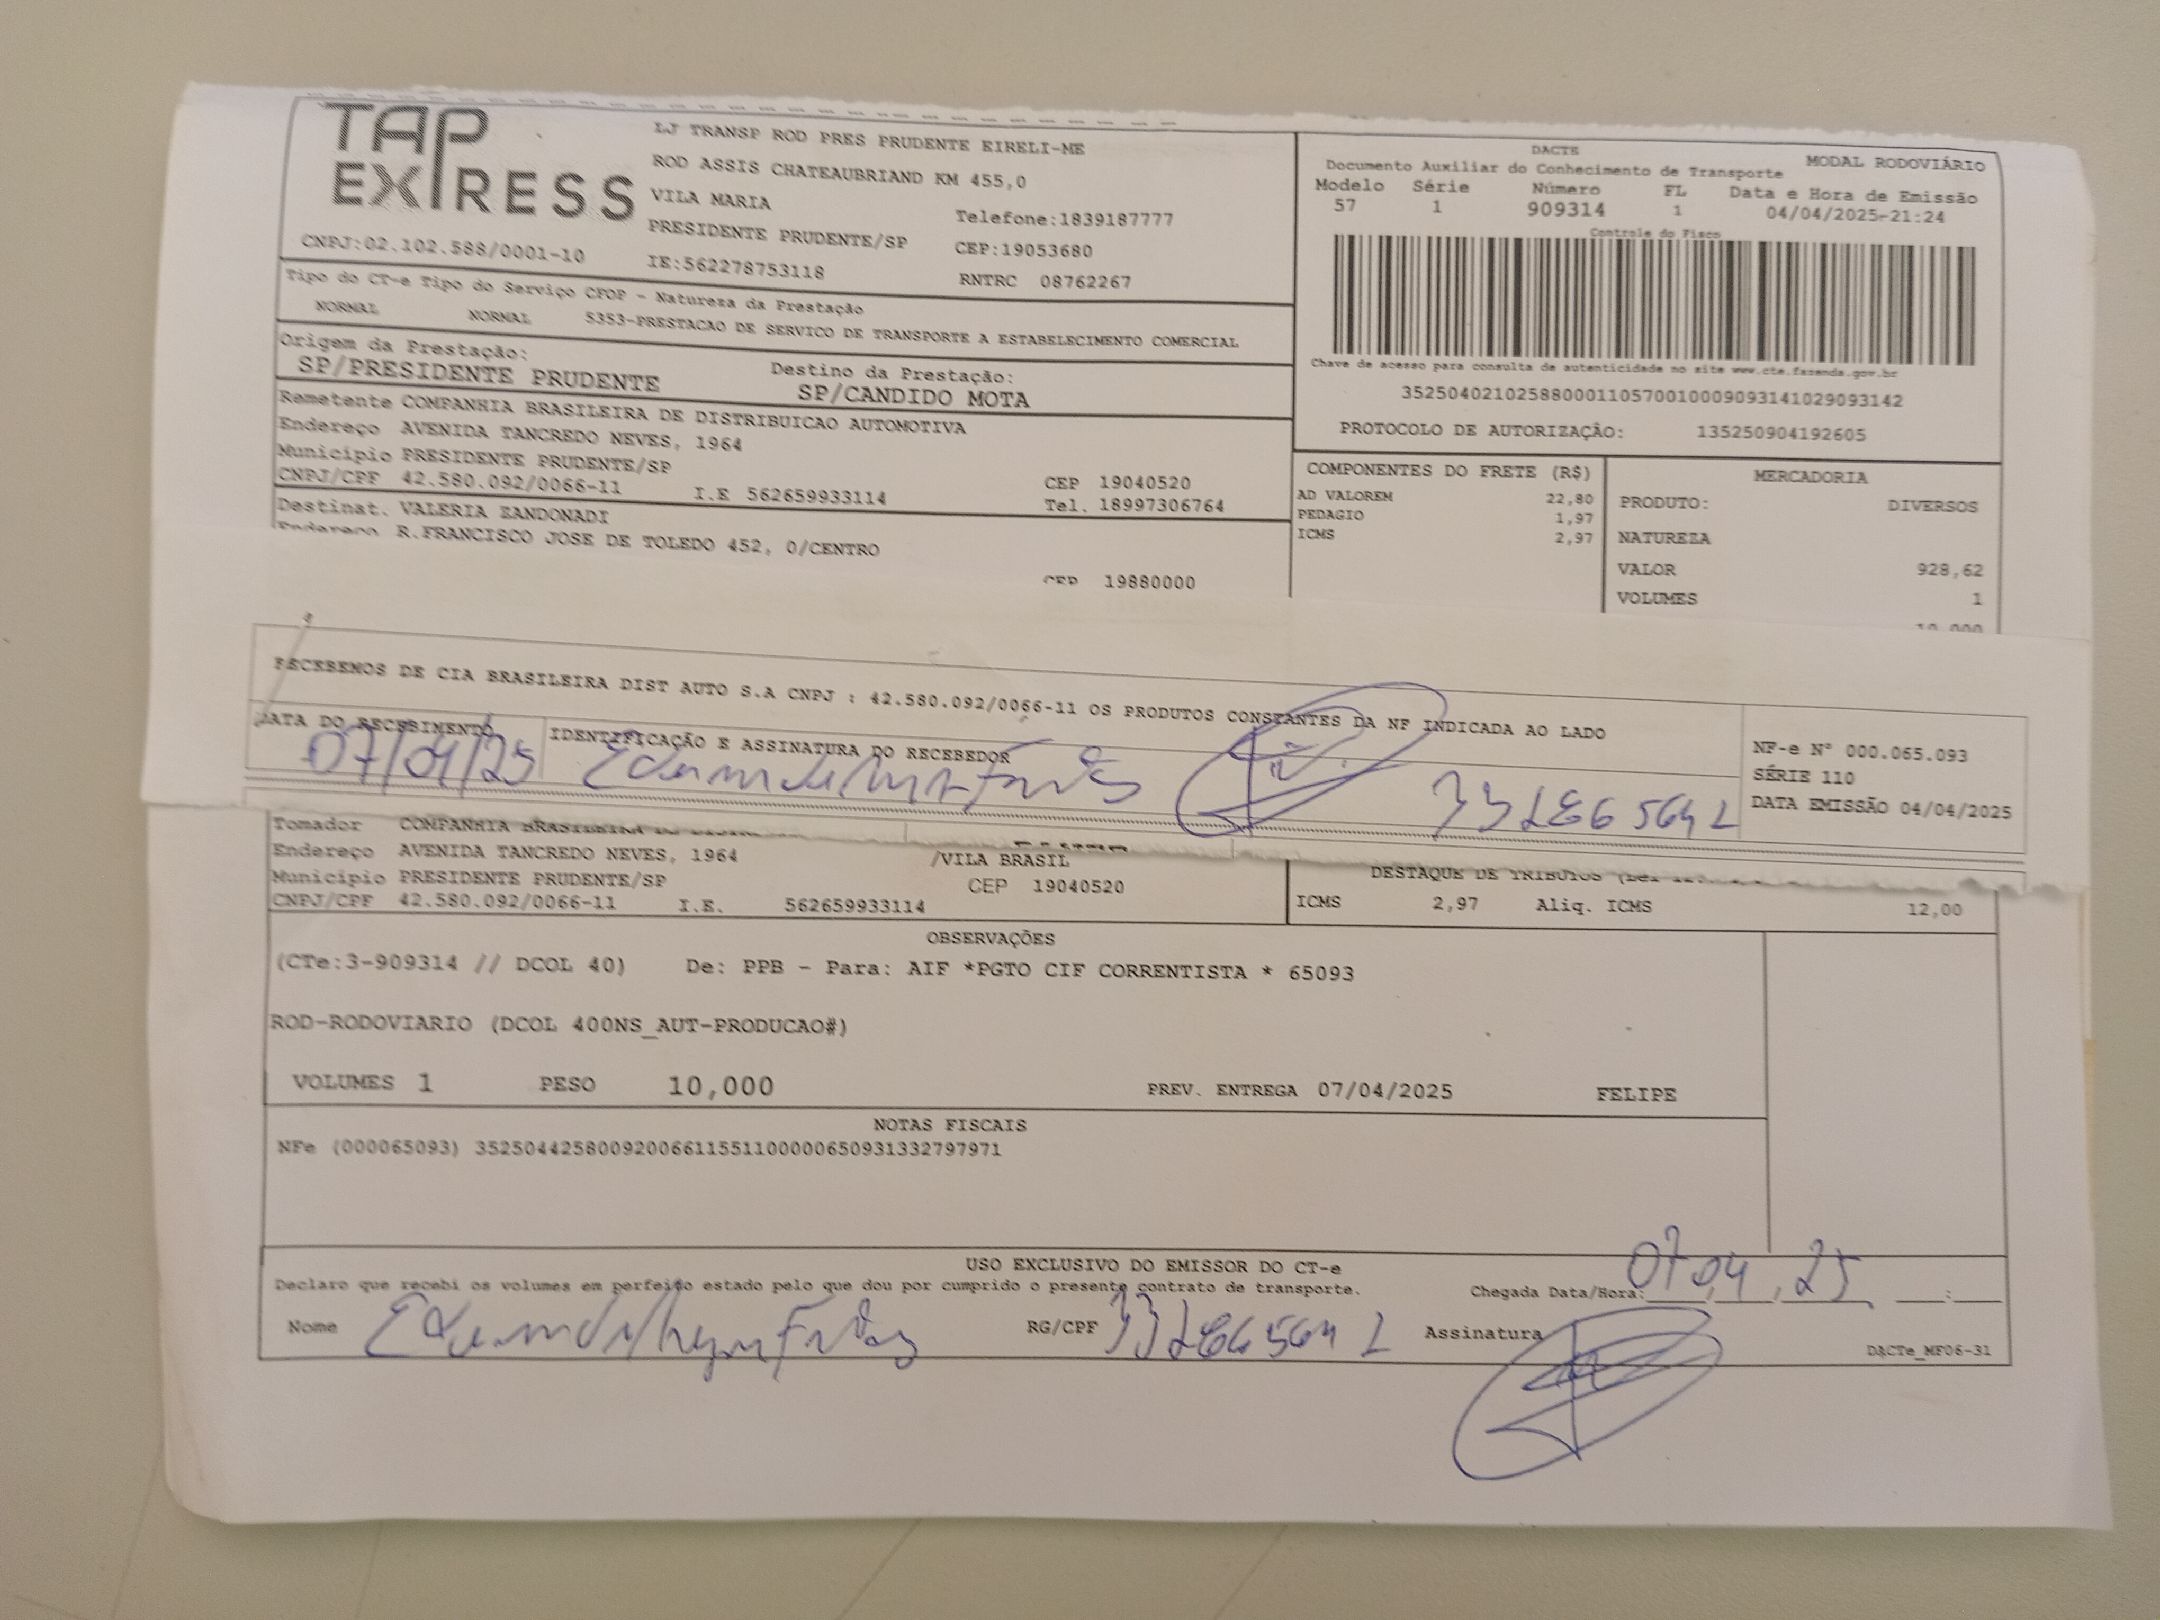 TAP EXPRESS
LJ TRANSP ROD PRES PRUDENTE EIRELI-ME
ROD ASSIS CHATEAUBRIAND KM 455,0
VILA MARIA
Telefone:1839187777
PRESIDENTE PRUDENTE/SP
CEP:19053680
CNPJ:02.102.588/0001-10
IE:562278753118
RNTRC 08762267
DACTE
MODAL RODOVIÁRIO
Documento Auxiliar do Conhecimento de Transporte
Modelo Série Número FL Data e Hora de Emissão
57 1 909314 1 04/04/2025-21:24
Controle do Fisco
Chave de acesso para consulta de autenticidade no site www.cte.fazenda.gov.br
35250402102588000110570010009093141029093142
PROTOCOLO DE AUTORIZAÇÃO: 135250904192605
Tipo do CT-e Tipo do Serviço CFOP - Natureza da Prestação
NORMAL NORMAL 5353-PRESTACAO DE SERVICO DE TRANSPORTE A ESTABELECIMENTO COMERCIAL
Origem da Prestação: Destino da Prestação:
SP/PRESIDENTE PRUDENTE SP/CANDIDO MOTA
Remetente COMPANHIA BRASILEIRA DE DISTRIBUICAO AUTOMOTIVA
Endereço AVENIDA TANCREDO NEVES, 1964
Município PRESIDENTE PRUDENTE/SP CEP 19040520
CNPJ/CPF 42.580.092/0066-11 I.E 562659933114 Tel. 18997306764
Destinat. VALERIA ZANDONADI
Endereço R.FRANCISCO JOSE DE TOLEDO 452, 0/CENTRO
CEP 19880000
COMPONENTES DO FRETE (R$)
AD VALOREM 22,80
PEDAGIO 1,97
ICMS 2,97
MERCADORIA
PRODUTO: DIVERSOS
NATUREZA
VALOR 928,62
VOLUMES 1
10,000
RECEBEMOS DE CIA BRASILEIRA DIST AUTO S.A CNPJ : 42.580.092/0066-11 OS PRODUTOS CONSTANTES DA NF INDICADA AO LADO
DATA DO RECEBIMENTO
IDENTIFICAÇÃO E ASSINATURA DO RECEBEDOR
07/04/25
NF-e Nº 000.065.093
SÉRIE 110
DATA EMISSÃO 04/04/2025
Tomador COMPANHIA BRASILEIRA
Endereço AVENIDA TANCREDO NEVES, 1964 /VILA BRASIL
Município PRESIDENTE PRUDENTE/SP CEP 19040520
CNPJ/CPF 42.580.092/0066-11 I.E. 562659933114
DESTAQUE DE TRIBUTOS
ICMS 2,97 Aliq. ICMS 12,00
OBSERVAÇÕES
(CTe:3-909314 // DCOL 40) De: PPB - Para: AIF *PGTO CIF CORRENTISTA * 65093
ROD-RODOVIARIO (DCOL 400NS_AUT-PRODUCAO#)
VOLUMES 1 PESO 10,000 PREV. ENTREGA 07/04/2025 FELIPE
NOTAS FISCAIS
NFe (000065093) 35250442580092006611551100000650931332797971
USO EXCLUSIVO DO EMISSOR DO CT-e
Declaro que recebi os volumes em perfeito estado pelo que dou por cumprido o presente contrato de transporte.
Chegada Data/Hora: 07 04 25 :
Nome
RG/CPF
Assinatura
DACTe_MF06-31